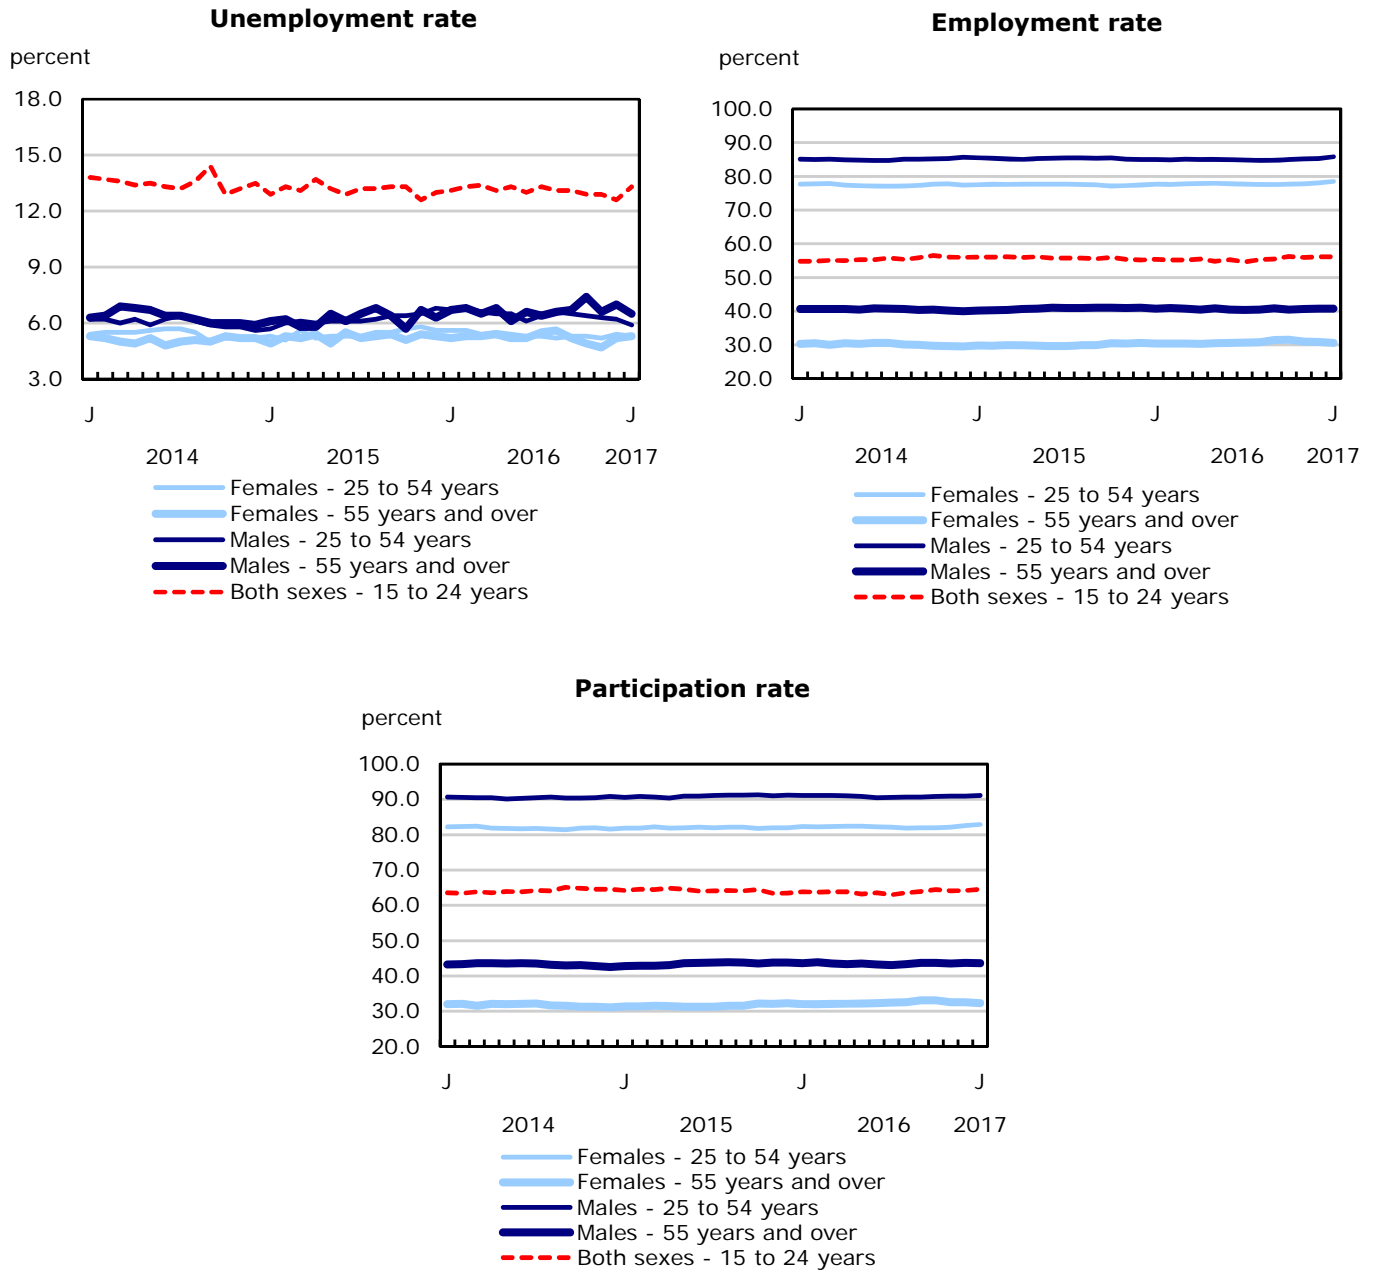 Unemployment rate
percent
18.0
15.0
12.0
9.0
6.0
3.0
J J J J
2014 2015 2016 2017
Females - 25 to 54 years
Females - 55 years and over
Males - 25 to 54 years
Males - 55 years and over
Both sexes - 15 to 24 years
Employment rate
percent
100.0
90.0
80.0
70.0
60.0
50.0
40.0
30.0
20.0
J J J J
2014 2015 2016 2017
Females - 25 to 54 years
Females - 55 years and over
Males - 25 to 54 years
Males - 55 years and over
Both sexes - 15 to 24 years
Participation rate
percent
100.0
90.0
80.0
70.0
60.0
50.0
40.0
30.0
20.0
J J J J
2014 2015 2016 2017
Females - 25 to 54 years
Females - 55 years and over
Males - 25 to 54 years
Males - 55 years and over
Both sexes - 15 to 24 years